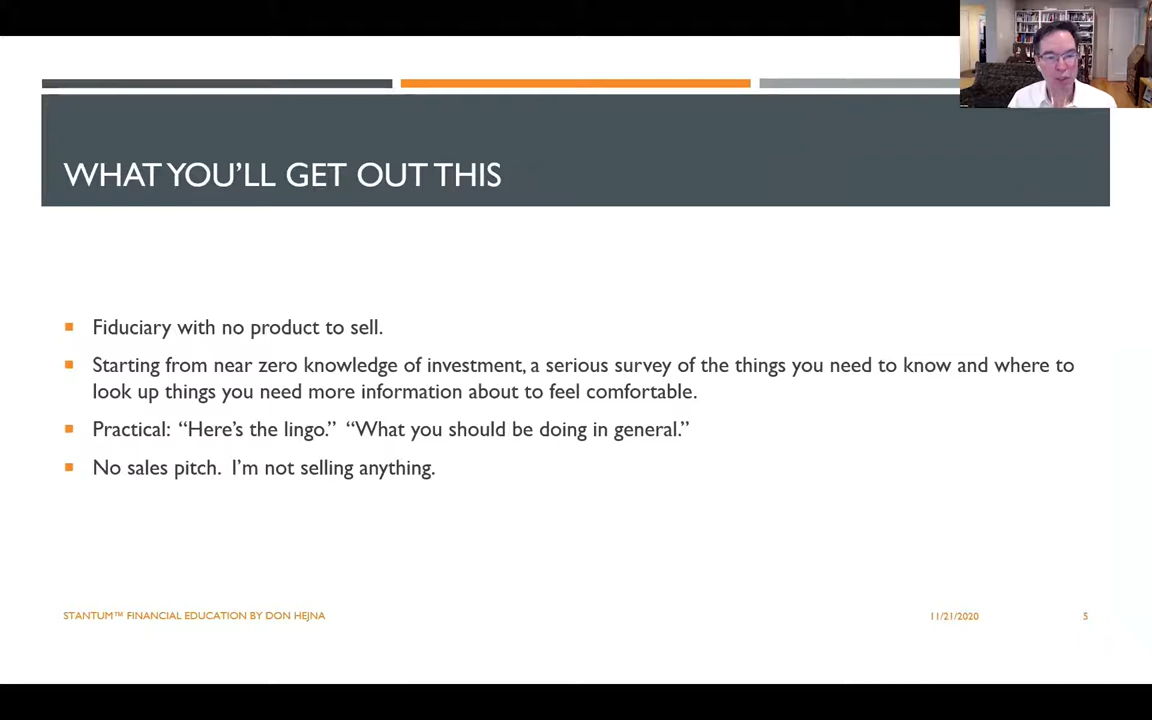 WHAT YOU’LL GET OUT THIS
Fiduciary with no product to sell.
Starting from near zero knowledge of investment, a serious survey of the things you need to know and where to
look up things you need more information about to feel comfortable.
Practical: “Here’s the lingo.” “What you should be doing in general.”
No sales pitch. I’m not selling anything.
STANTUM™ FINANCIAL EDUCATION BY DON HEJNA
11/21/2020
5